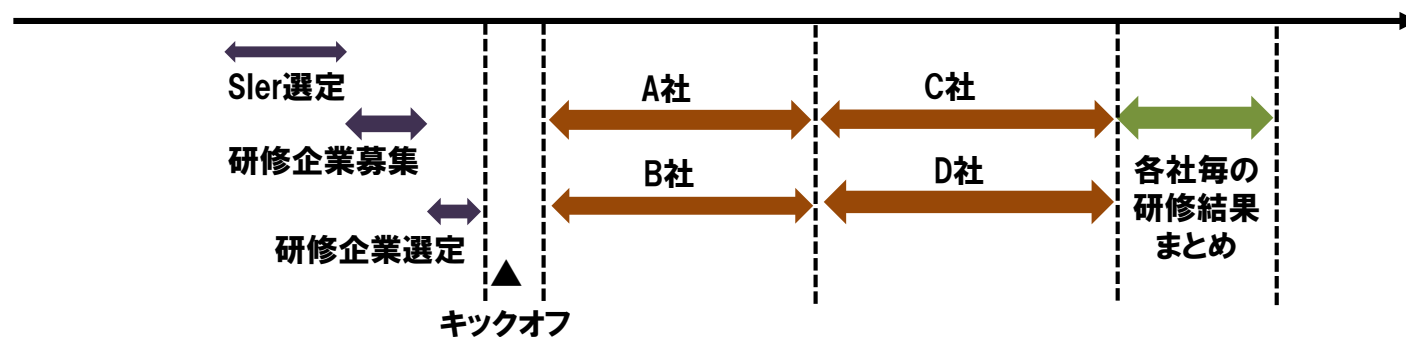 SIer選定
研修企業募集
研修企業選定
キックオフ
A社
B社
C社
D社
各社毎の
研修結果
まとめ